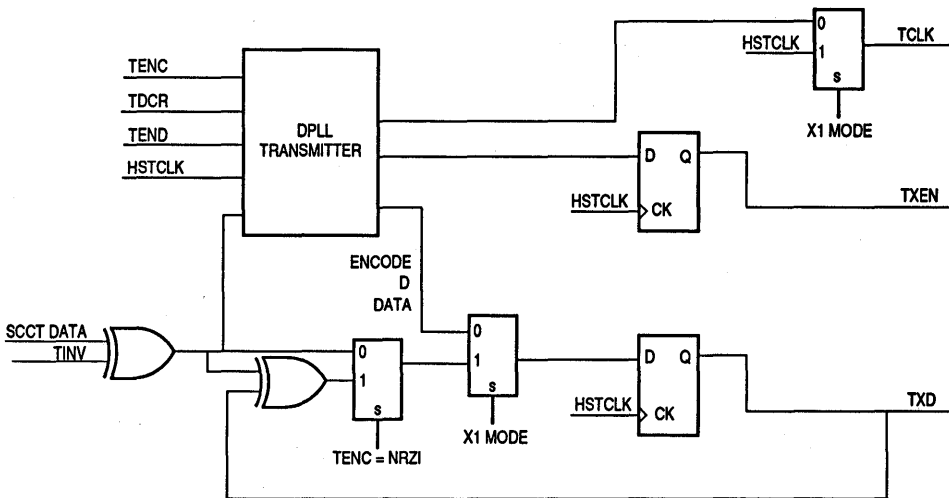 0
HSTCLK
1
TCLK
s
X1 MODE
TENC
TDCR
TEND
HSTCLK
DPLL
TRANSMITTER
D Q
HSTCLK
CK
TXEN
ENCODE
D
DATA
SCCT DATA
TINV
0
1
s
TENC = NRZI
0
1
s
X1 MODE
D Q
HSTCLK
CK
TXD